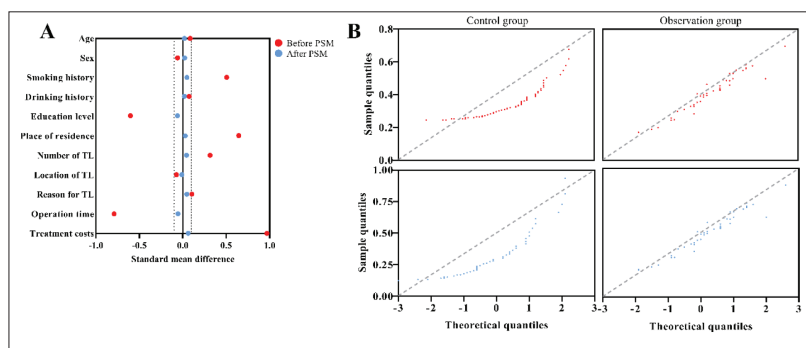 A
Age
Sex
Smoking history
Drinking history
Education level
Place of residence
Number of TL
Location of TL
Reason for TL
Operation time
Treatment costs
-1.0 -0.5 0.0 0.5 1.0
Standard mean difference
Before PSM
After PSM
B
Control group Observation group
Sample quantiles
0.8
0.6
0.4
0.2
0.0
Sample quantiles
1.00
0.75
0.50
0.25
0.00
-3 -2 -1 0 1 2 3 -2 -1 0 1 2 3
Theoretical quantiles Theoretical quantiles